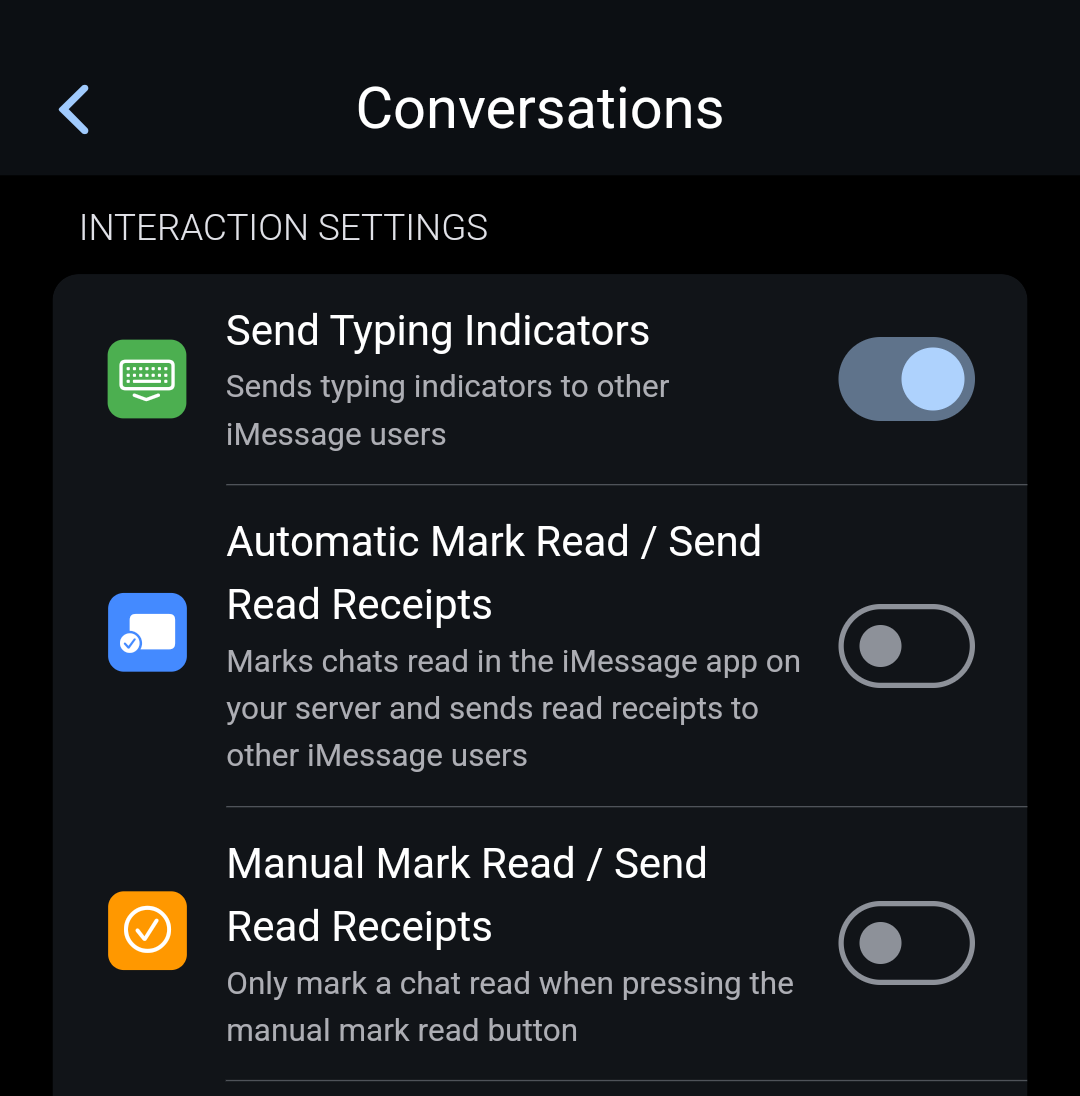 Conversations
INTERACTION SETTINGS
Send Typing Indicators
Sends typing indicators to other
iMessage users
Automatic Mark Read / Send
Read Receipts
Marks chats read in the iMessage app on
your server and sends read receipts to
other iMessage users
Manual Mark Read / Send
Read Receipts
Only mark a chat read when pressing the
manual mark read button